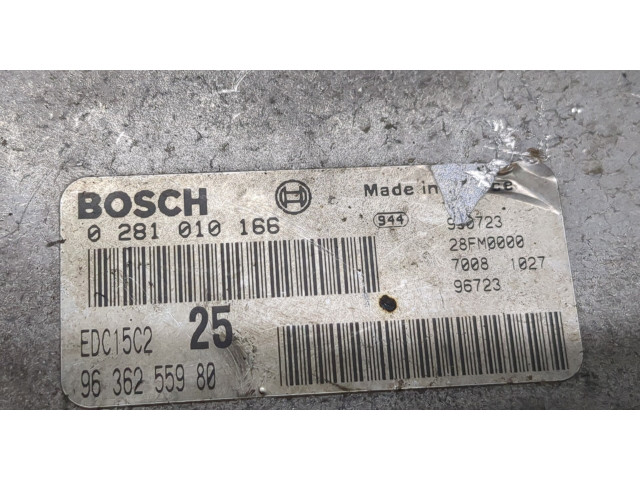 BOSCH
Made in
0 281 010 166
944
28FM0000
7008 1027
96723
EDC15C2
25
96 362 559 80